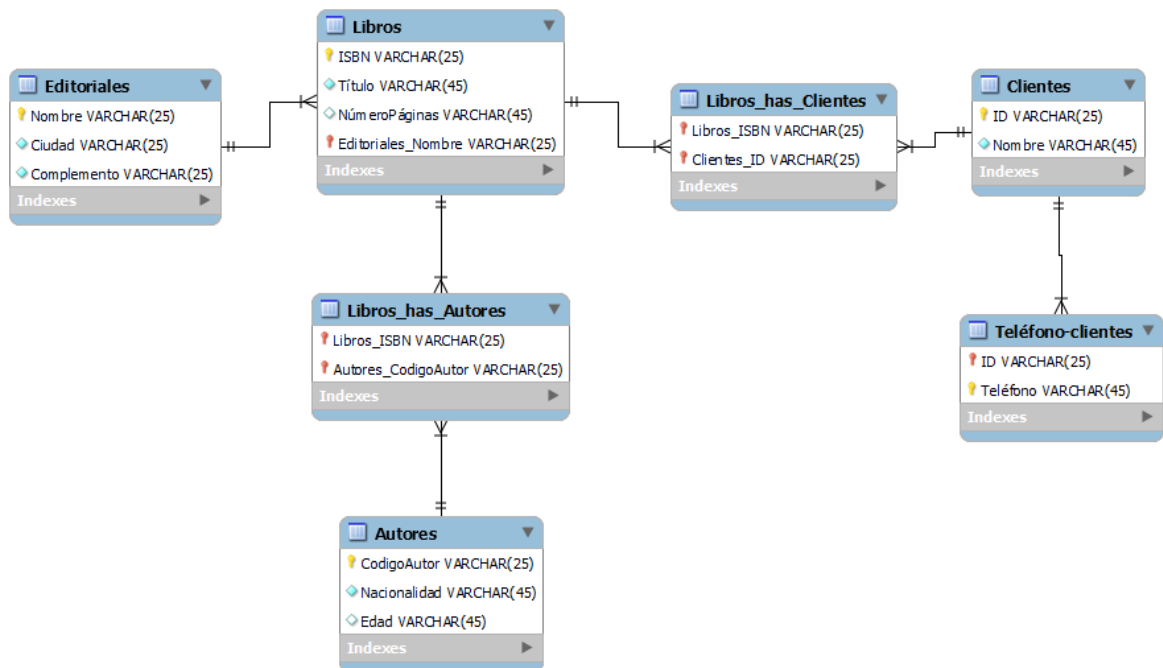 Libros
ISBN VARCHAR(25)
Título VARCHAR(45)
NúmeroPáginas VARCHAR(45)
Editoriales_Nombre VARCHAR(25)
Indexes
Editoriales
Nombre VARCHAR(25)
Ciudad VARCHAR(25)
Complemento VARCHAR(25)
Indexes
Libros_has_Clientes
Libros_ISBN VARCHAR(25)
Clientes_ID VARCHAR(25)
Indexes
Clientes
ID VARCHAR(25)
Nombre VARCHAR(45)
Indexes
Libros_has_Autores
Libros_ISBN VARCHAR(25)
Autores_CodigoAutor VARCHAR(25)
Indexes
Teléfono-clientes
ID VARCHAR(25)
Teléfono VARCHAR(45)
Indexes
Autores
CodigoAutor VARCHAR(25)
Nacionalidad VARCHAR(45)
Edad VARCHAR(45)
Indexes